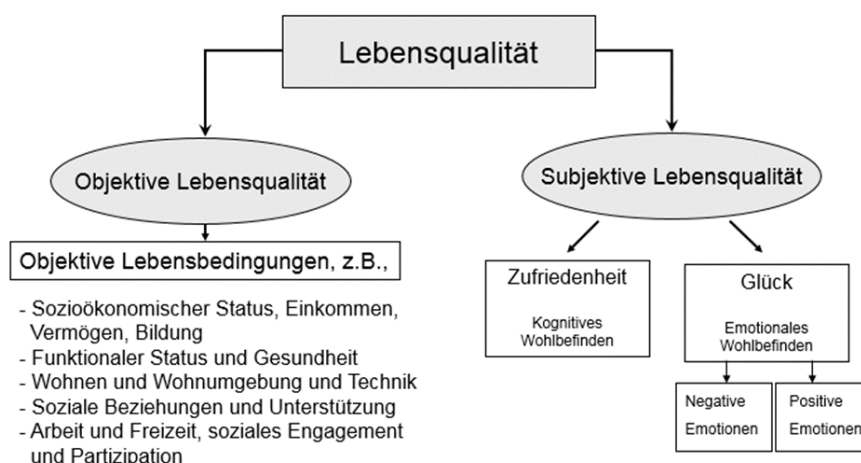 Lebensqualität
Objektive Lebensqualität
Objektive Lebensbedingungen, z.B.,
- Sozioökonomischer Status, Einkommen,
Vermögen, Bildung
- Funktionaler Status und Gesundheit
- Wohnen und Wohnumgebung und Technik
- Soziale Beziehungen und Unterstützung
- Arbeit und Freizeit, soziales Engagement
und Partizipation
Subjektive Lebensqualität
Zufriedenheit
Kognitives
Wohlbefinden
Glück
Emotionales
Wohlbefinden
Negative
Emotionen
Positive
Emotionen